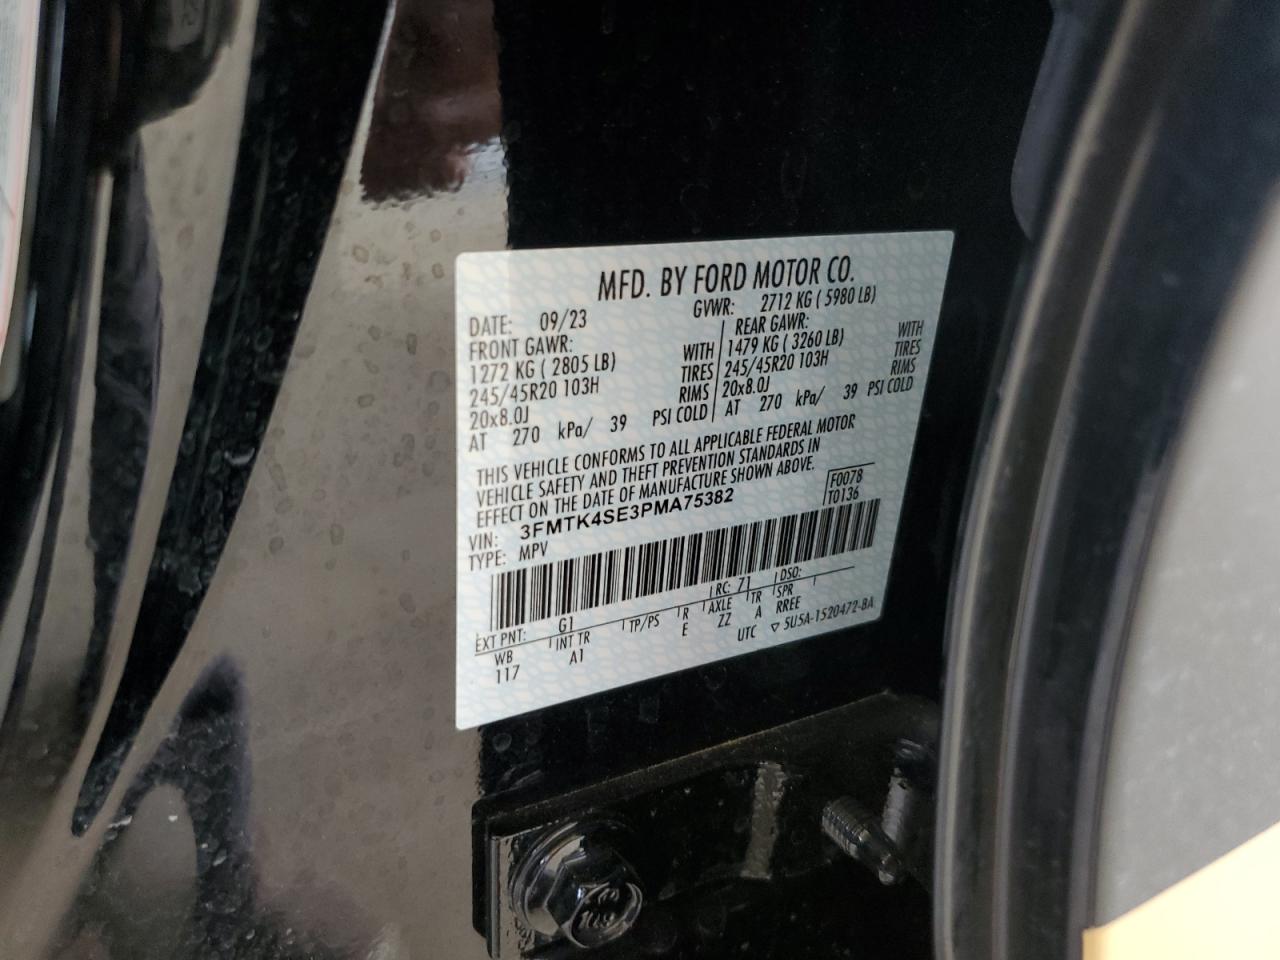 MFD. BY FORD MOTOR CO.
DATE: 09/23 GVWR: 2712 KG ( 5980 LB)
FRONT GAWR: REAR GAWR:
1272 KG ( 2805 LB) WITH 1479 KG ( 3260 LB) WITH
245/45R20 103H TIRES 245/45R20 103H TIRES
20x8.0J RIMS 20x8.0J RIMS
AT 270 kPa/ 39 PSI COLD AT 270 kPa/ 39 PSI COLD
THIS VEHICLE CONFORMS TO ALL APPLICABLE FEDERAL MOTOR
VEHICLE SAFETY AND THEFT PREVENTION STANDARDS IN
EFFECT ON THE DATE OF MANUFACTURE SHOWN ABOVE.
VIN: 3FMTK4SE3PMA75382 F0078
TYPE: MPV T0136
EXT PNT: G1 RC: 71 DSO:
WB INT TR TP/PS R AXLE TR SPR
117 A1 E ZZ A RREE
UTC ▽ 5U5A-1520472-BA